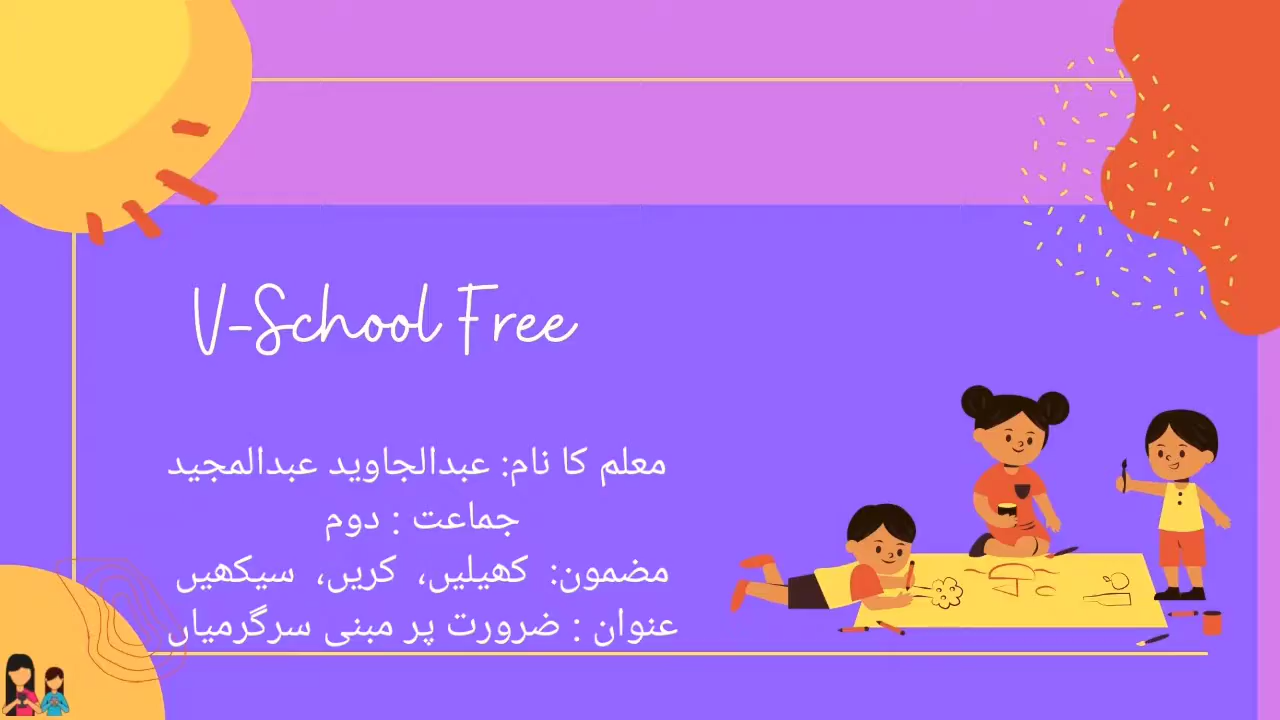 V-School Free
معلم کا نام: عبدالجاوید عبدالمجید
جماعت : دوم
مضمون: کھیلیں، کریں، سیکھیں
عنوان : ضرورت پر مبنی سرگرمیاں